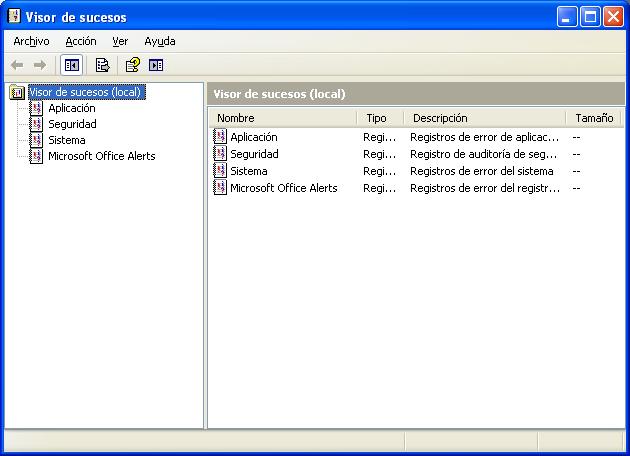 Visor de sucesos
Archivo Acción Ver Ayuda
Visor de sucesos (local)
Aplicación
Seguridad
Sistema
Microsoft Office Alerts
Visor de sucesos (local)
Nombre Tipo Descripción Tamaño
Aplicación Regi... Registros de error de aplicac... --
Seguridad Regi... Registro de auditoría de seg... --
Sistema Regi... Registros de error del sistema --
Microsoft Office Alerts Regi... Registros de error del registr... --